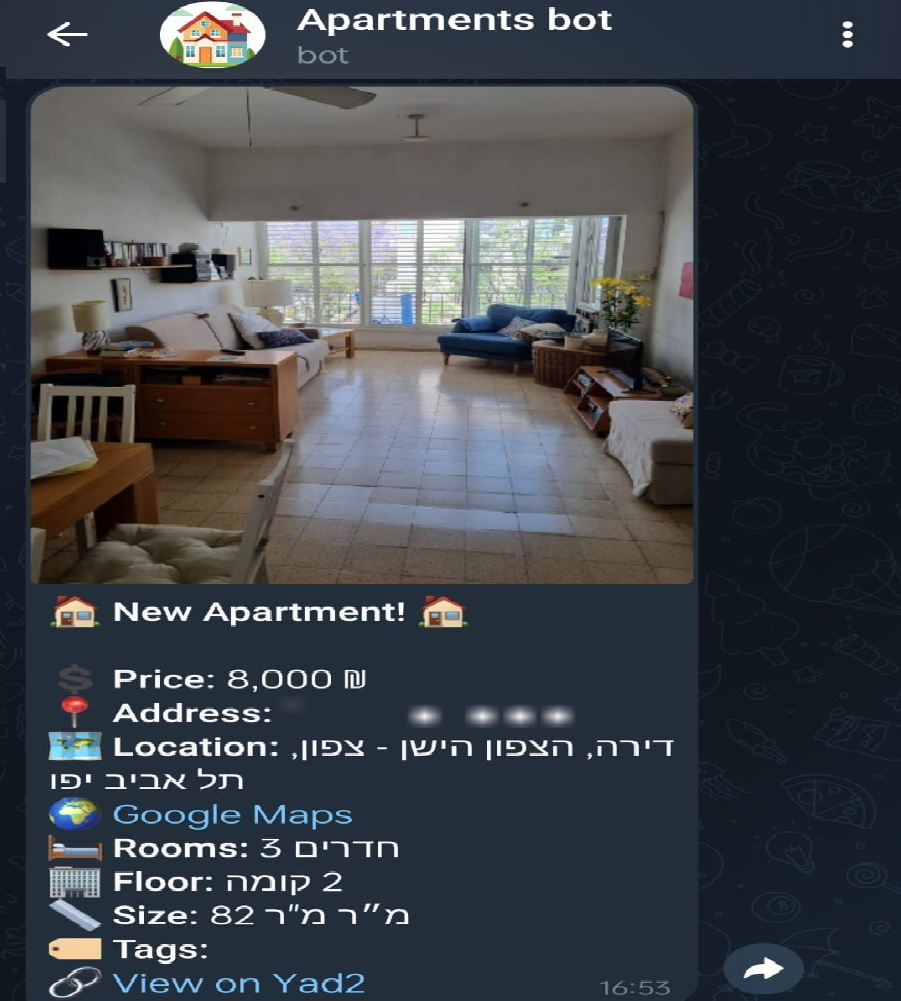 Apartments bot
bot
🏠 New Apartment! 🏠
Price: 8,000 ₪
Address:
Location: דירה, הצפון הישן - צפון,
תל אביב יפו
Google Maps
Rooms: 3 חדרים
Floor: קומה 2
Size: 82 מ"ר מ״ר
Tags:
View on Yad2
16:53